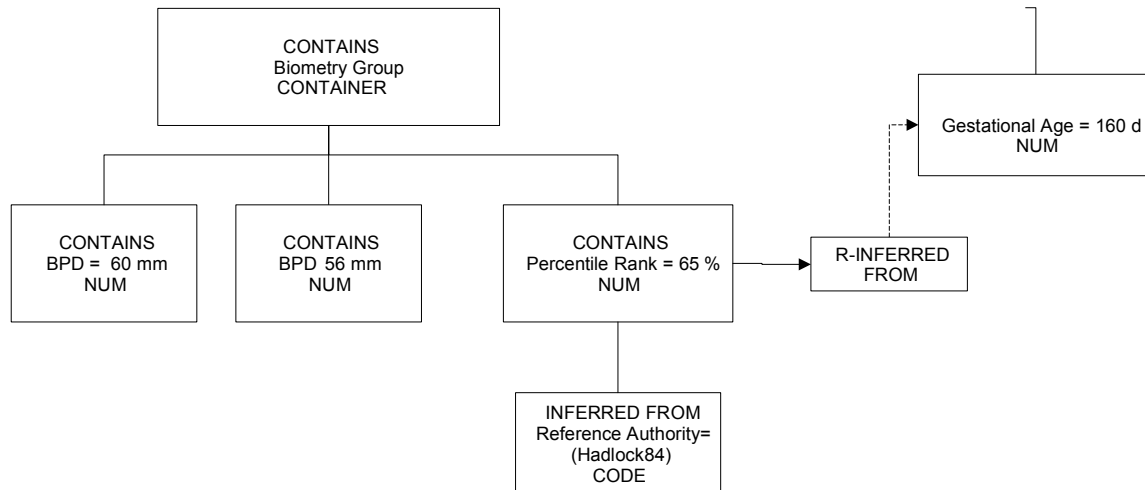 CONTAINS
Biometry Group
CONTAINER
Gestational Age = 160 d
NUM
CONTAINS
BPD = 60 mm
NUM
CONTAINS
BPD 56 mm
NUM
CONTAINS
Percentile Rank = 65 %
NUM
R-INFERRED
FROM
INFERRED FROM
Reference Authority=
(Hadlock84)
CODE